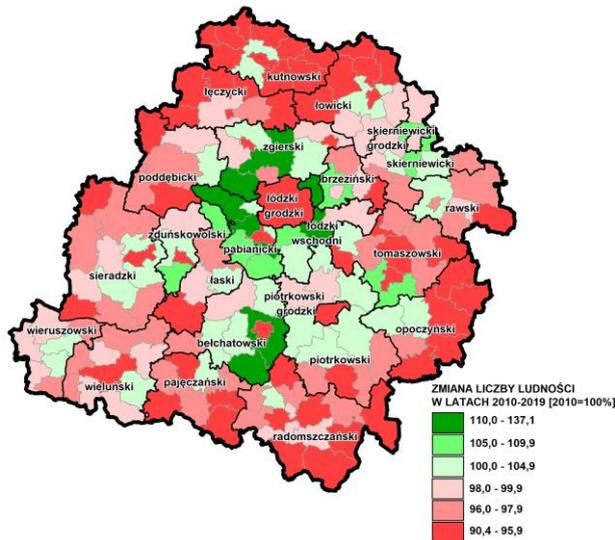 kutnowski
łęczycki
łowicki
skierniewicki
grodzki
zgierski
skierniewicki
brzeziński
poddębicki
łódzki
grodzki
rawski
łódzki
wschodni
zduńskowolski
pabianicki
tomaszowski
sieradzki
łaski
piotrkowski
grodzki
wieruszowski
opoczyński
bełchatowski
piotrkowski
wieluński
pajęczański
radomszczański
ZMIANA LICZBY LUDNOŚCI
W LATACH 2010-2019 [2010=100%]
110,0 - 137,1
105,0 - 109,9
100,0 - 104,9
98,0 - 99,9
96,0 - 97,9
90,4 - 95,9